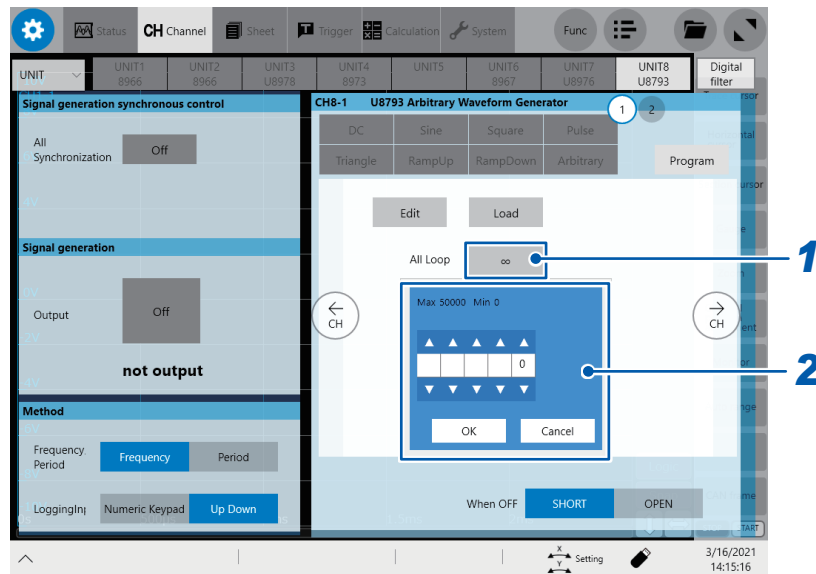 Status CH Channel Sheet Trigger Calculation System Func
UNIT UNIT1 UNIT2 UNIT3 UNIT4 UNIT5 UNIT6 UNIT7 UNIT8 Digital
8966 8966 U8978 8973 8967 U8976 U8793 filter
Signal generation synchronous control
All
Synchronization Off
Signal generation
Output Off
not output
Method
Frequency
Period Frequency Period
LoggingInp Numeric Keypad Up Down
CH8-1 U8793 Arbitrary Waveform Generator 1 2
DC Sine Square Pulse
Triangle RampUp RampDown Arbitrary Program
Edit Load
All Loop ∞
1
Max 50000 Min 0
0
OK Cancel
2
← CH
→ CH
When OFF SHORT OPEN
START
X Y Setting
3/16/2021
14:15:16